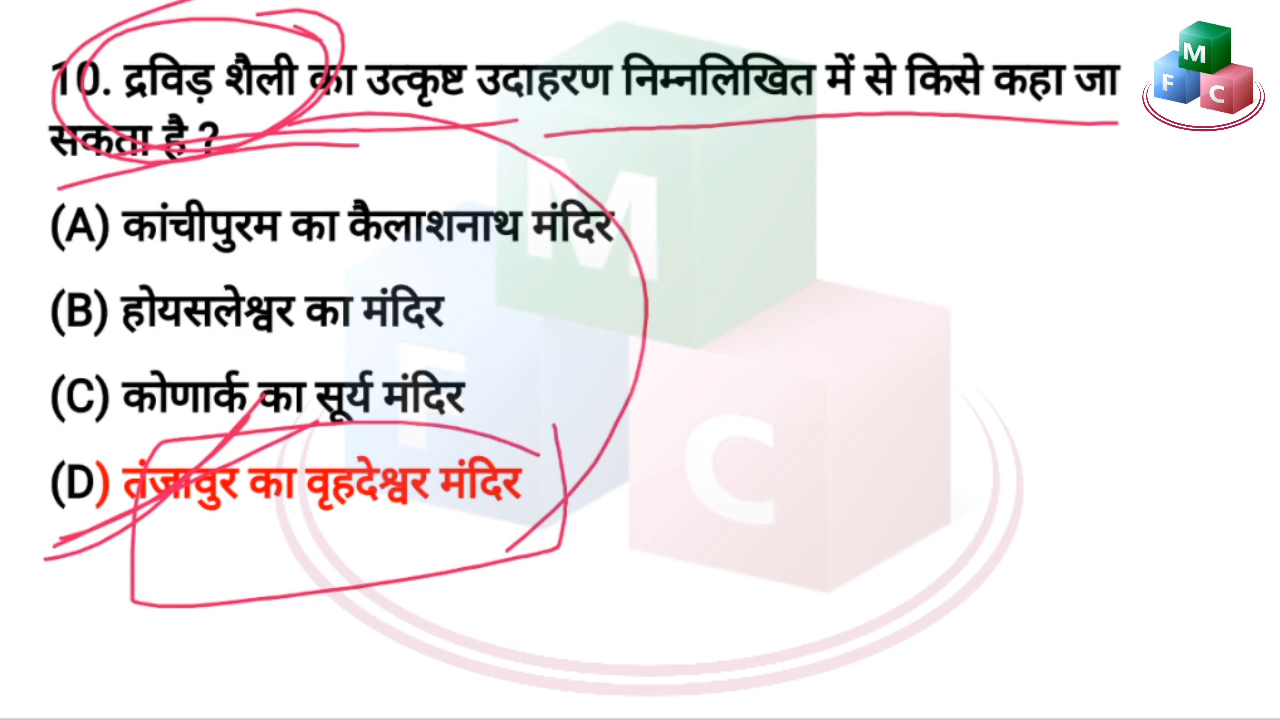 10. द्रविड़ शैली का उत्कृष्ट उदाहरण निम्नलिखित में से किसे कहा जा
सकता है ?
(A) कांचीपुरम का कैलाशनाथ मंदिर
(B) होयसलेश्वर का मंदिर
(C) कोणार्क का सूर्य मंदिर
(D) तंजावुर का वृहदेश्वर मंदिर
M
F
C
M
F
C